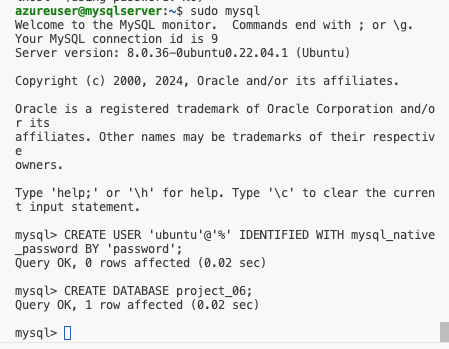 azureuser@mysqlserver:~$ sudo mysql
Welcome to the MySQL monitor.  Commands end with ; or \g.
Your MySQL connection id is 9
Server version: 8.0.36-0ubuntu0.22.04.1 (Ubuntu)
Copyright (c) 2000, 2024, Oracle and/or its affiliates.
Oracle is a registered trademark of Oracle Corporation and/o
r its
affiliates. Other names may be trademarks of their respectiv
e
owners.
Type 'help;' or '\h' for help. Type '\c' to clear the curren
t input statement.
mysql> CREATE USER 'ubuntu'@'%' IDENTIFIED WITH mysql_native
_password BY 'password';
Query OK, 0 rows affected (0.02 sec)
mysql> CREATE DATABASE project_06;
Query OK, 1 row affected (0.02 sec)
mysql>